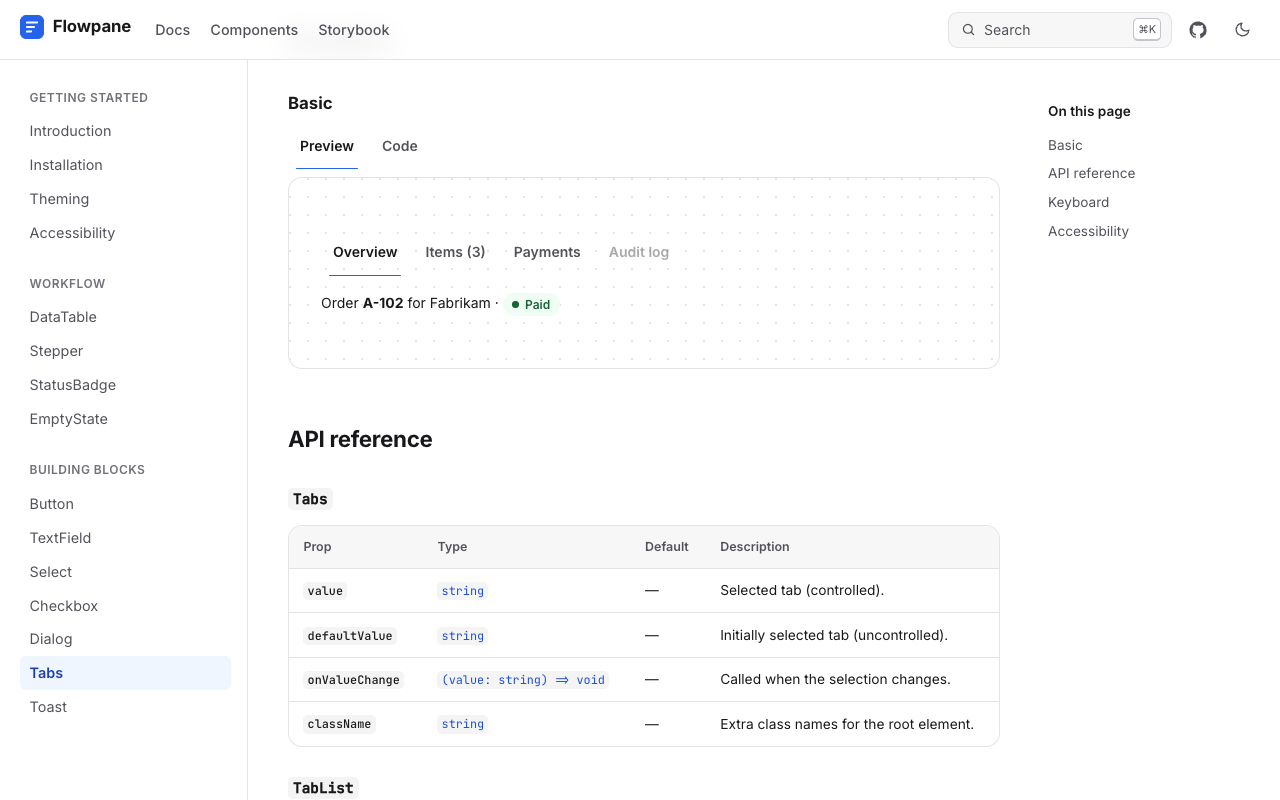 Flowpane
Docs
Components
Storybook
Search
⌘K
GETTING STARTED
Introduction
Installation
Theming
Accessibility
WORKFLOW
DataTable
Stepper
StatusBadge
EmptyState
BUILDING BLOCKS
Button
TextField
Select
Checkbox
Dialog
Tabs
Toast
Basic
Preview Code
Overview Items (3) Payments Audit log
Order A-102 for Fabrikam · Paid
API reference
Tabs
Prop Type Default Description
value string — Selected tab (controlled).
defaultValue string — Initially selected tab (uncontrolled).
onValueChange (value: string) => void — Called when the selection changes.
className string — Extra class names for the root element.
TabList
On this page
Basic
API reference
Keyboard
Accessibility